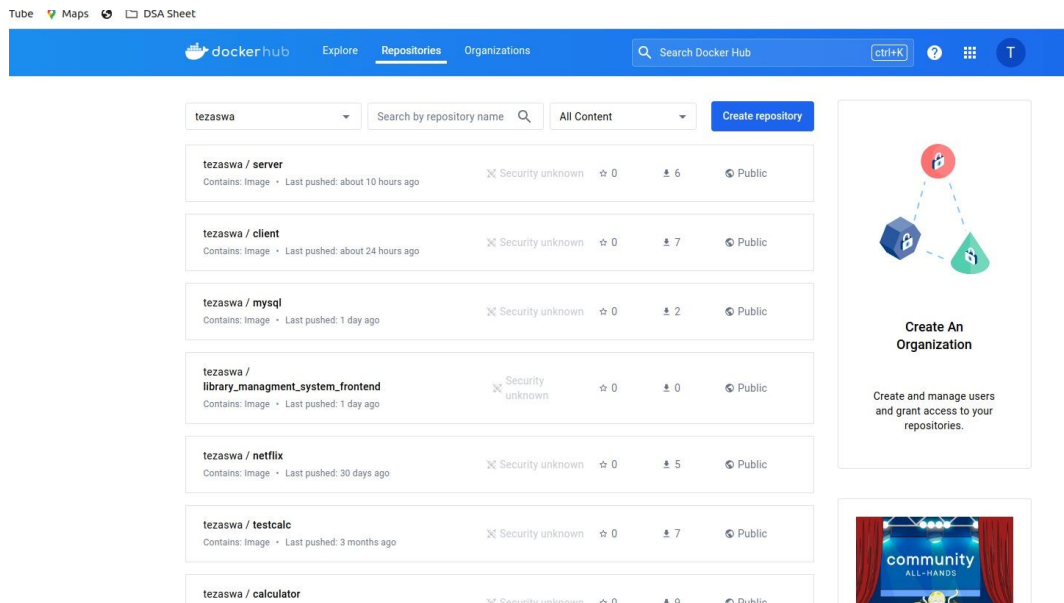 Tube Maps DSA Sheet
dockerhub Explore Repositories Organizations Search Docker Hub ctrl+K ? T
tezaswa Search by repository name All Content Create repository
tezaswa / server
Contains: Image • Last pushed: about 10 hours ago
Security unknown 0 6 Public
tezaswa / client
Contains: Image • Last pushed: about 24 hours ago
Security unknown 0 7 Public
tezaswa / mysql
Contains: Image • Last pushed: 1 day ago
Security unknown 0 2 Public
tezaswa /
library_managment_system_frontend
Contains: Image • Last pushed: 1 day ago
Security
unknown
0 0 Public
tezaswa / netflix
Contains: Image • Last pushed: 30 days ago
Security unknown 0 5 Public
tezaswa / testcalc
Contains: Image • Last pushed: 3 months ago
Security unknown 0 7 Public
tezaswa / calculator
Security unknown 0 9 Public
Create An
Organization
Create and manage users
and grant access to your
repositories.
community
ALL-HANDS